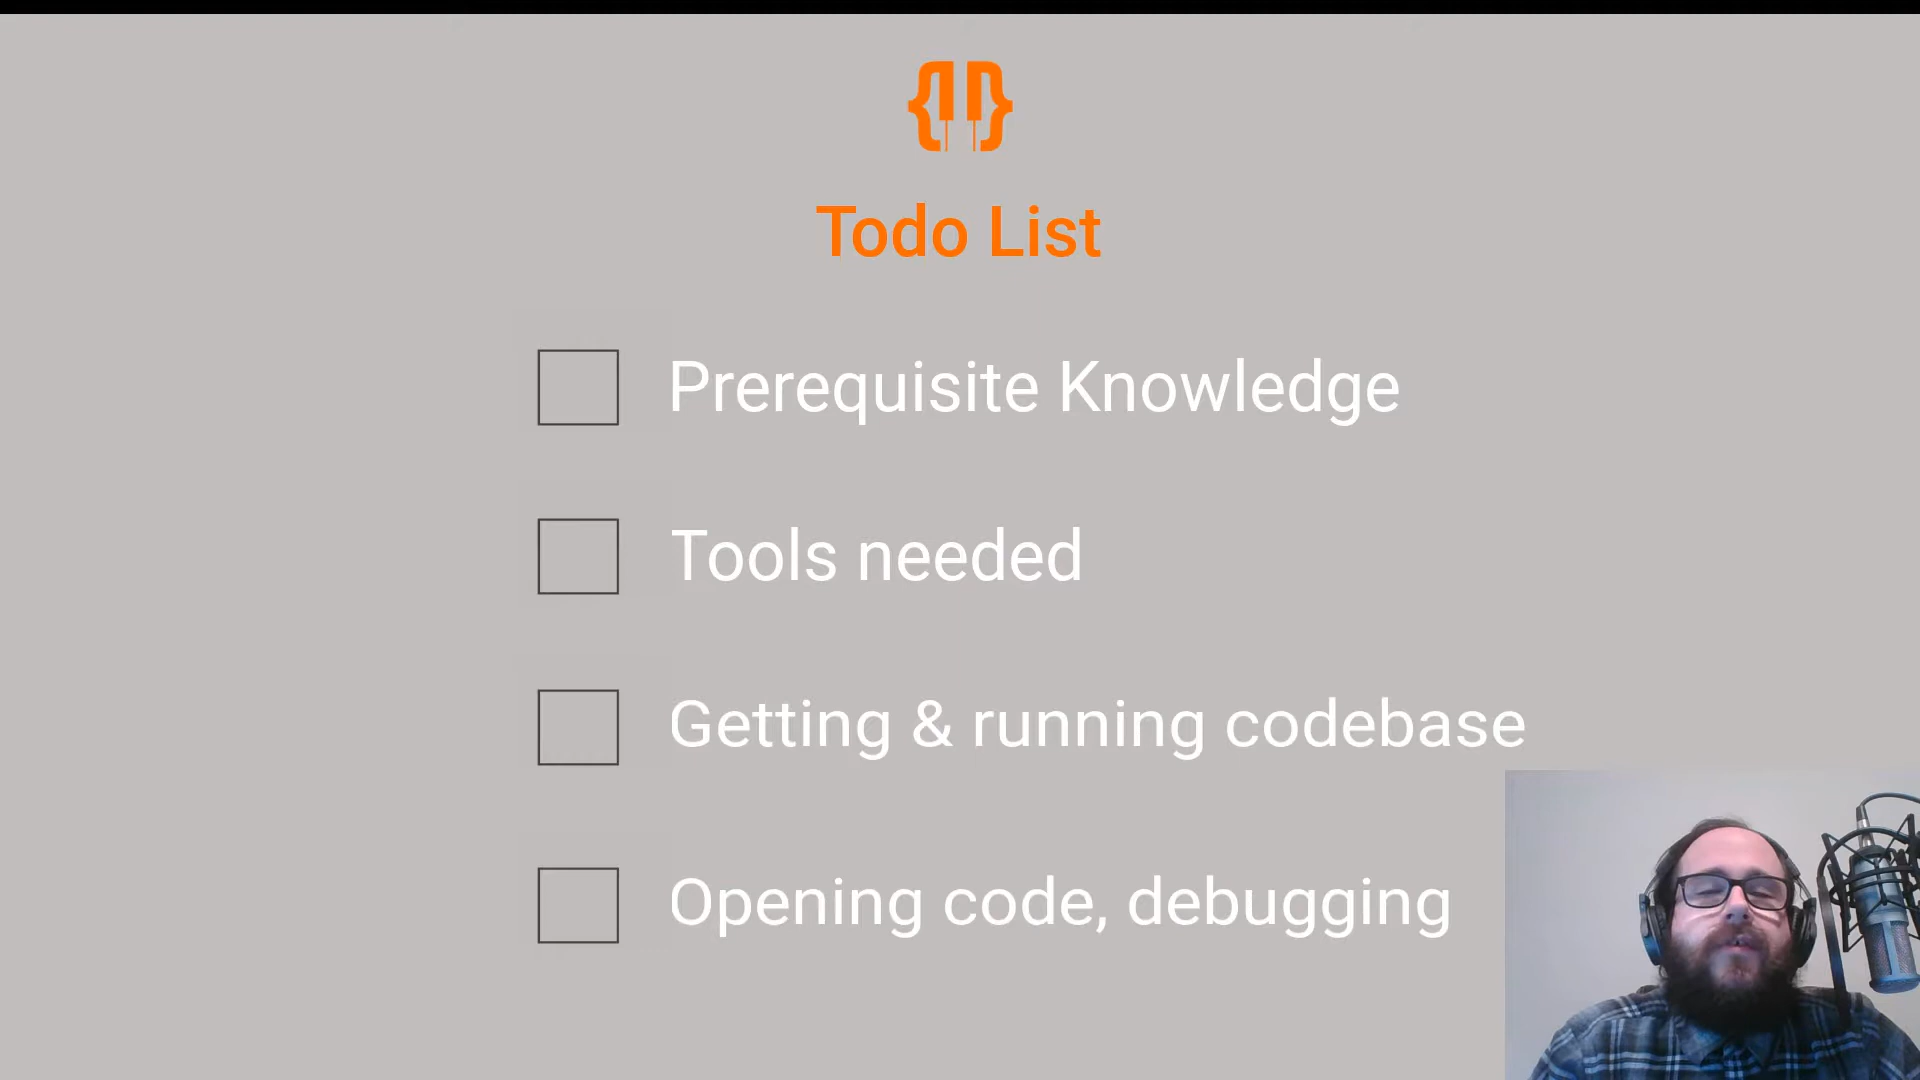 Todo List
Prerequisite Knowledge
Tools needed
Getting & running codebase
Opening code, debugging